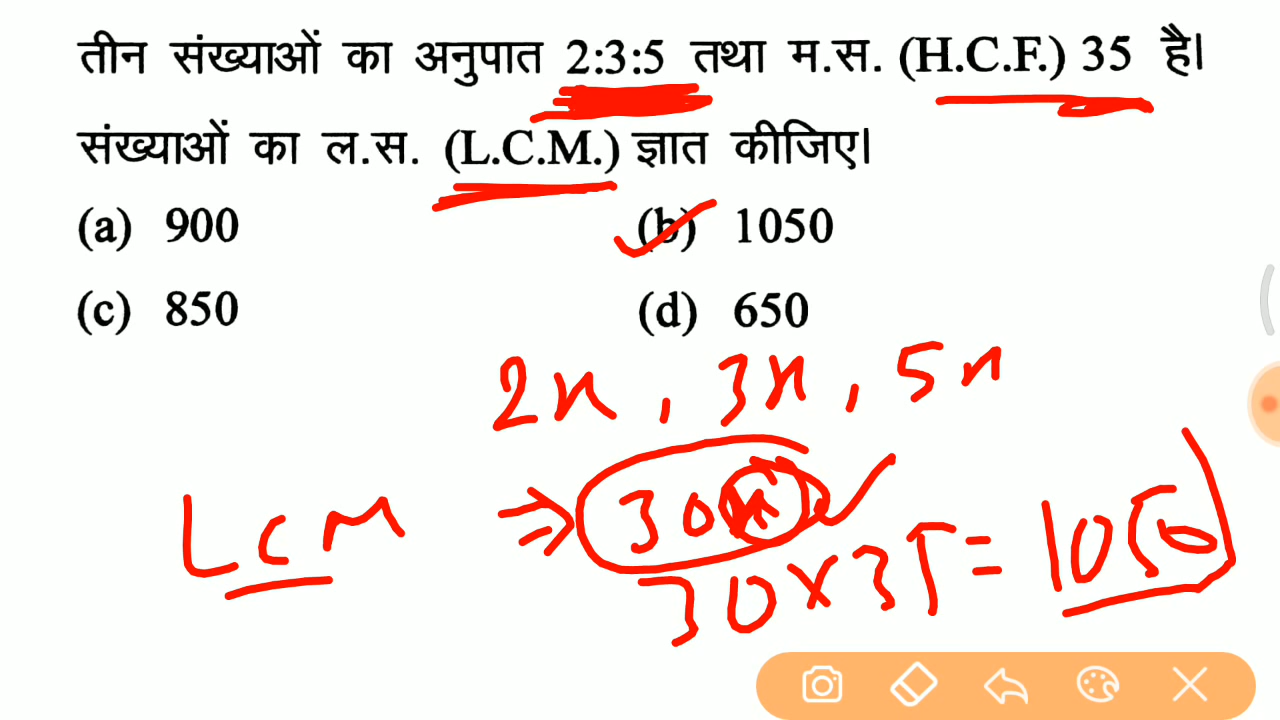 तीन संख्याओं का अनुपात 2:3:5 तथा म.स. (H.C.F.) 35 है।
संख्याओं का ल.स. (L.C.M.) ज्ञात कीजिए।
(a) 900 (b) 1050
(c) 850 (d) 650
2x, 3x, 5x
LCM ⇒ 30x
30×35=1050